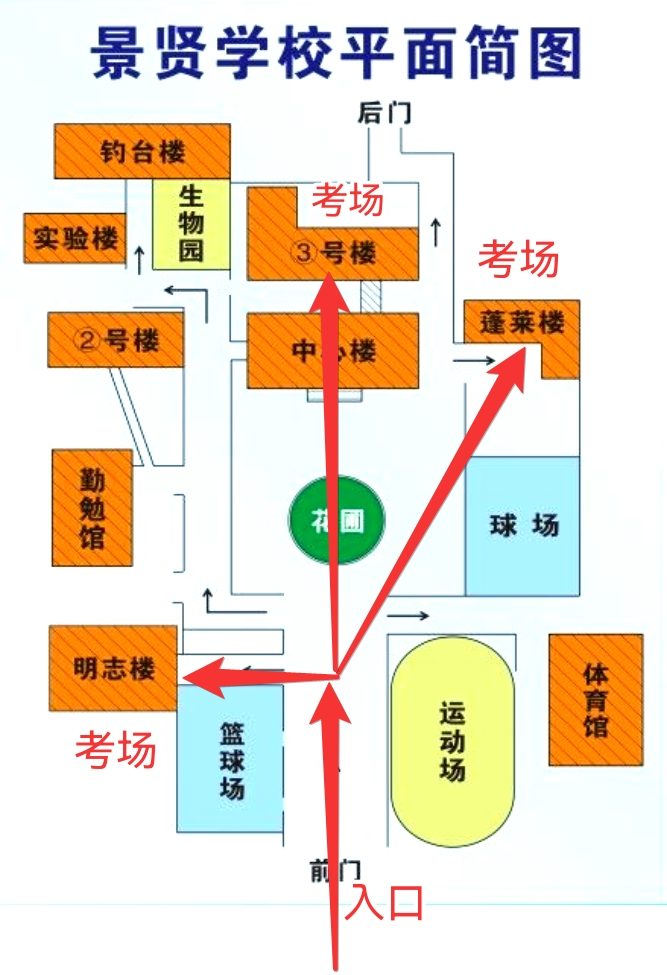 景贤学校平面简图
后门
钓台楼
生物园
考场
实验楼
③号楼
考场
②号楼
中心楼
蓬莱楼
勤勉馆
花圃
球场
明志楼
体育馆
考场
篮球场
运动场
前门
入口